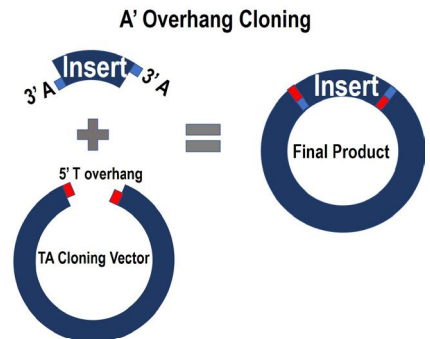 A’ Overhang Cloning
Insert
3’ A
3’ A
5’ T overhang
TA Cloning Vector
Insert
Final Product